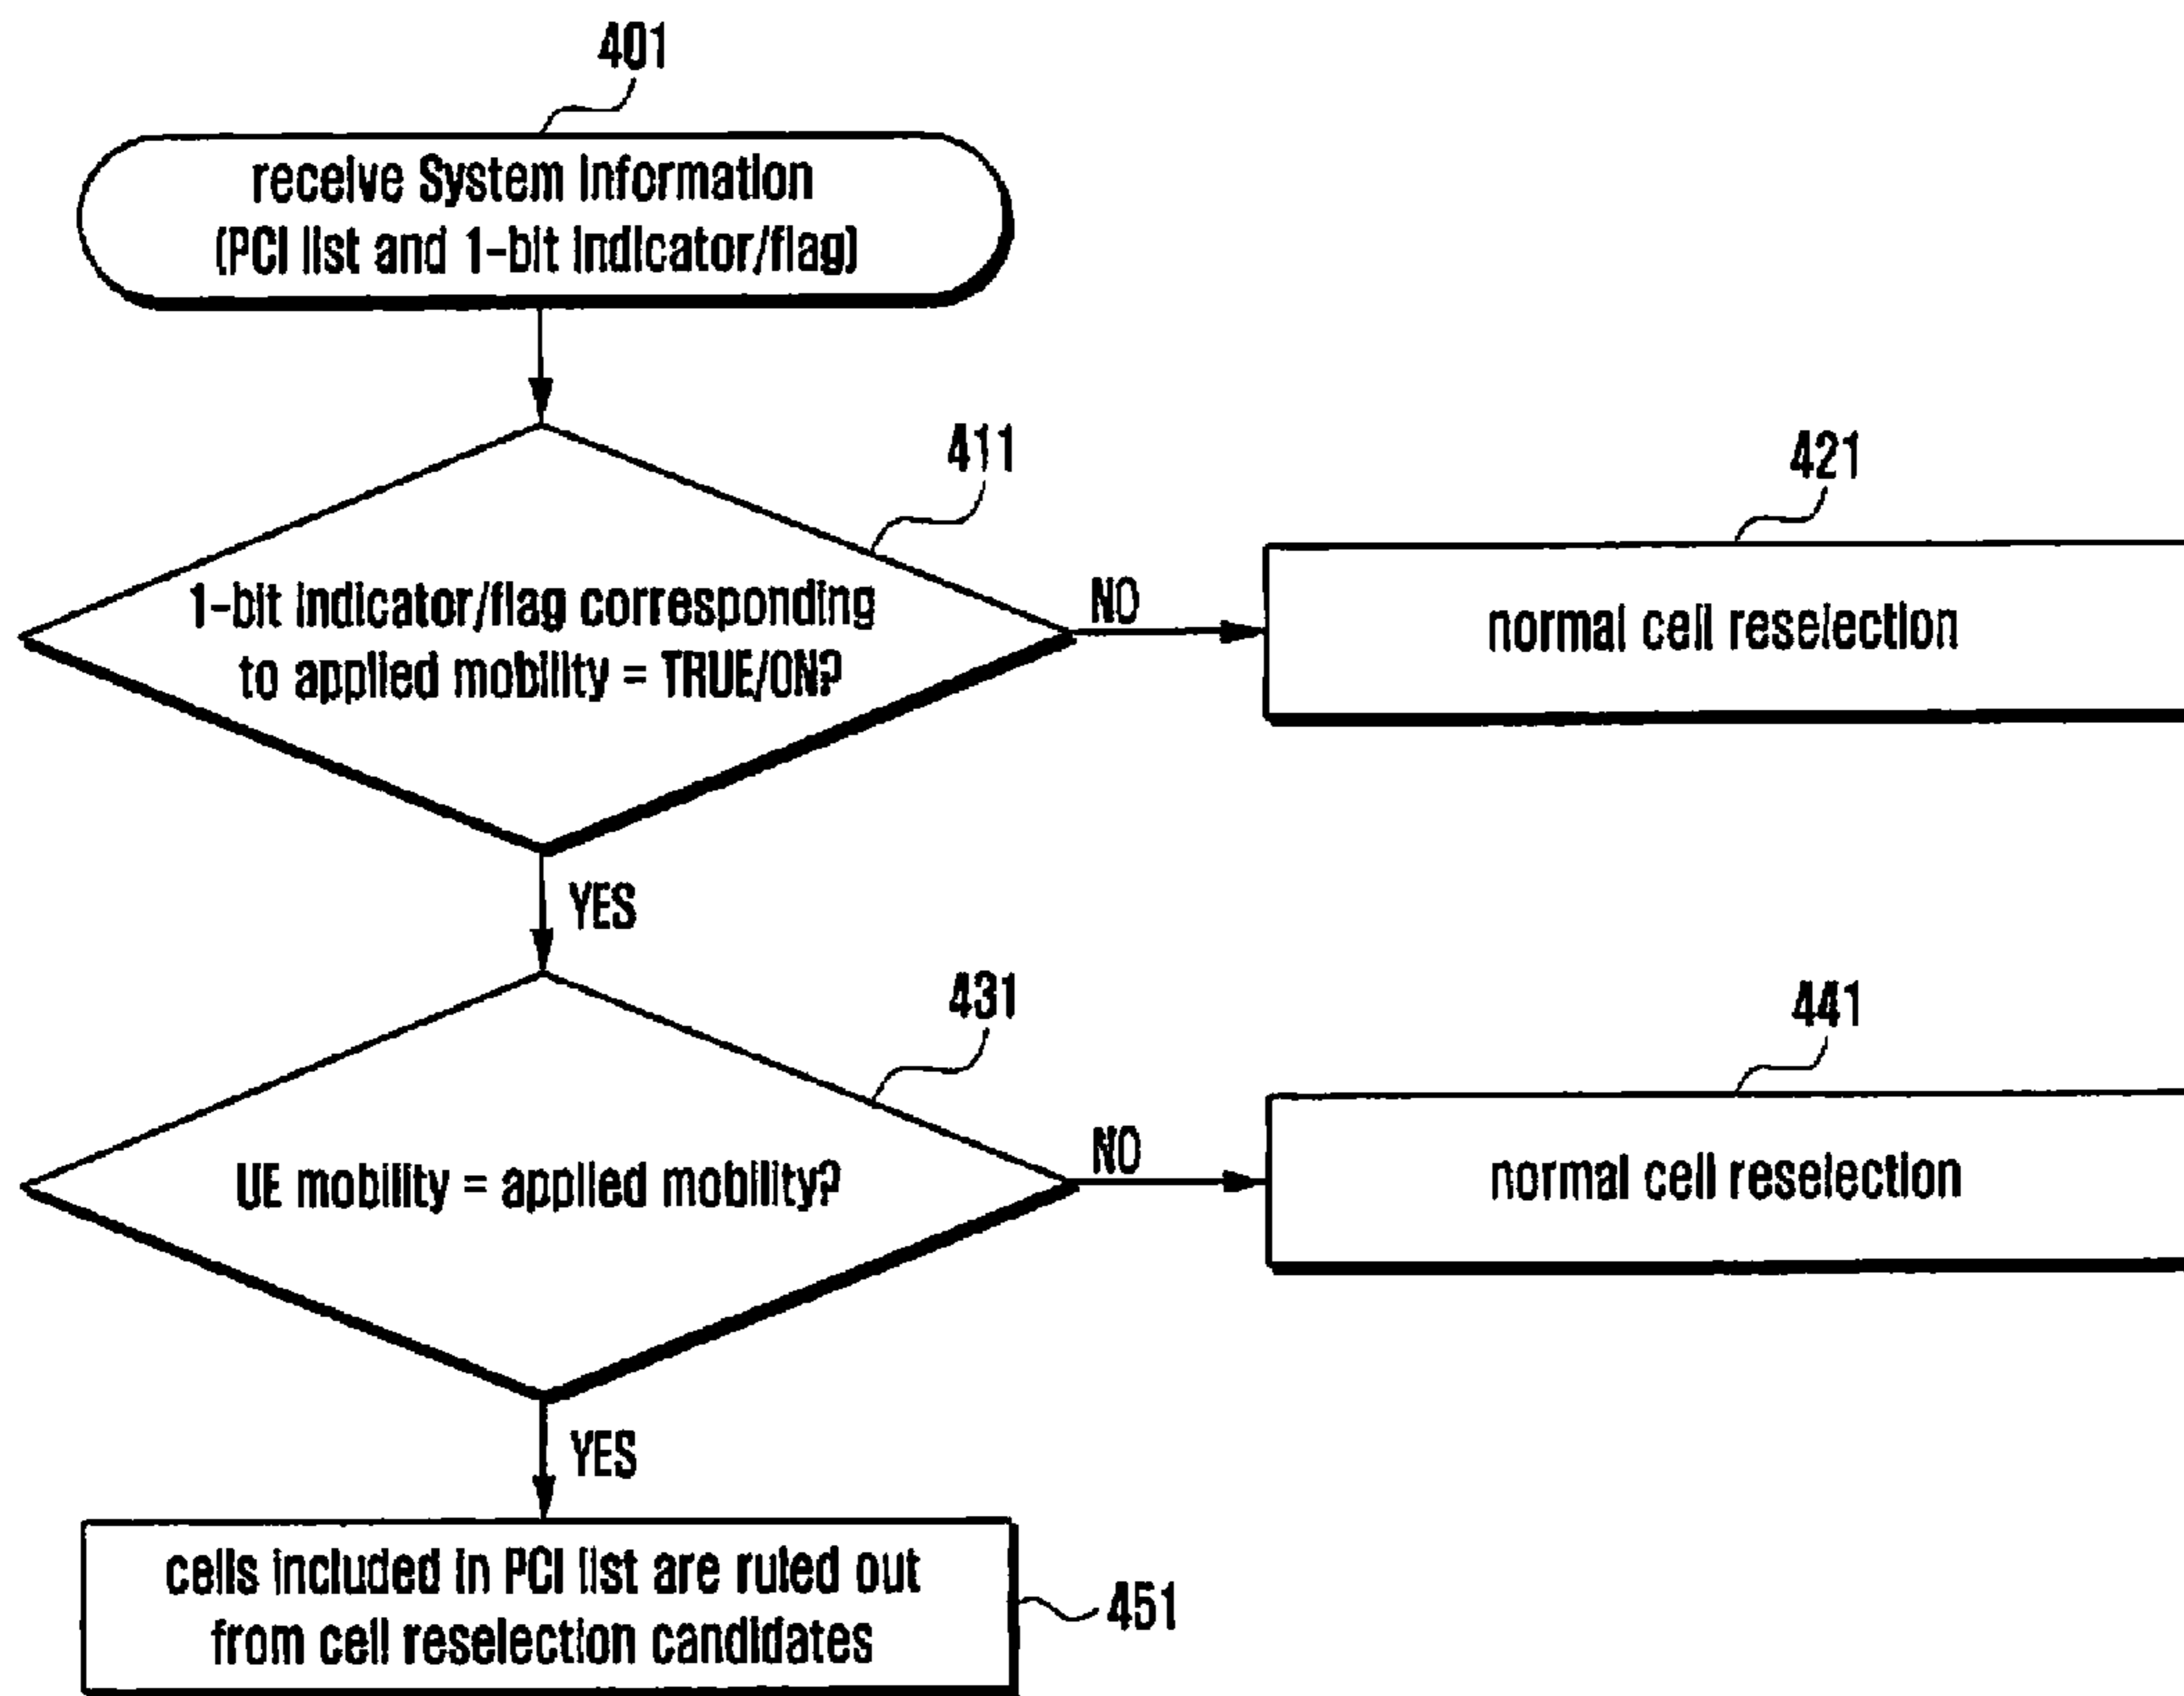 401
receive System Information
(PCI list and 1-bit indicator/flag)
411
1-bit indicator/flag corresponding
to applied mobility = TRUE/ON?
NO
421
normal cell reselection
YES
431
UE mobility = applied mobility?
NO
441
normal cell reselection
YES
cells included in PCI list are ruled out
from cell reselection candidates
451